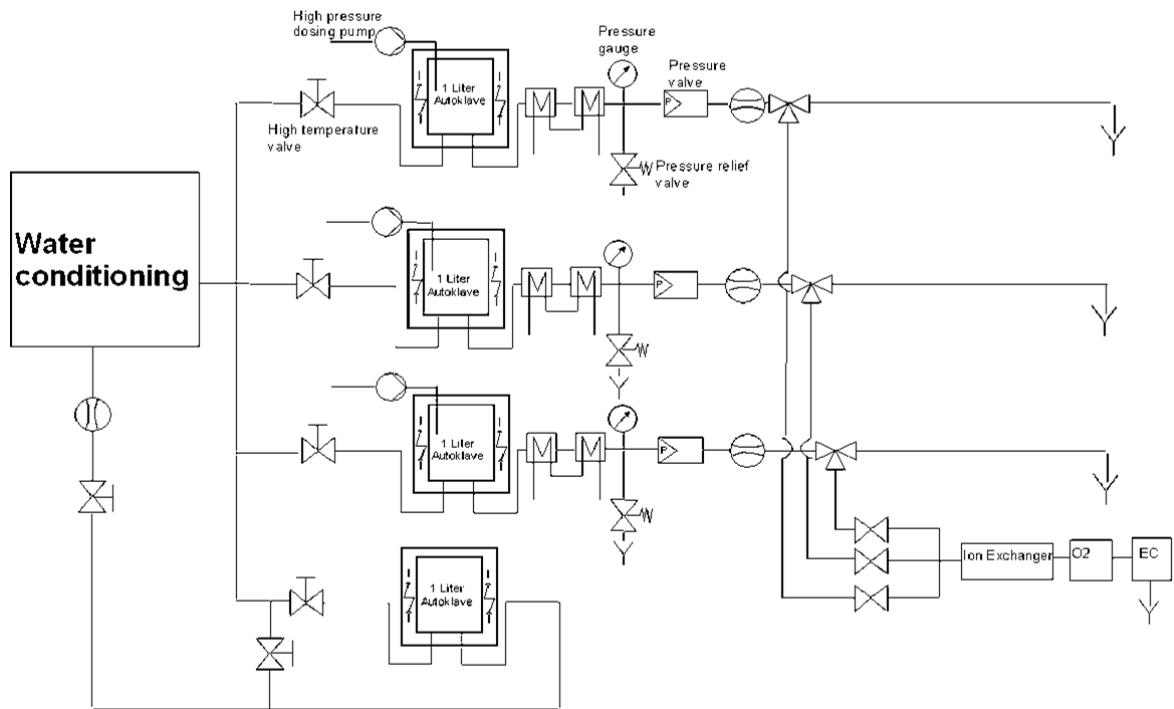 High pressure
dosing pump
Pressure
gauge
Pressure
valve
1 Liter
Autoklave
P
High temperature
valve
Pressure relief
valve
Water
conditioning
1 Liter
Autoklave
P
1 Liter
Autoklave
P
Ion Exchanger
O2
EC
1 Liter
Autoklave